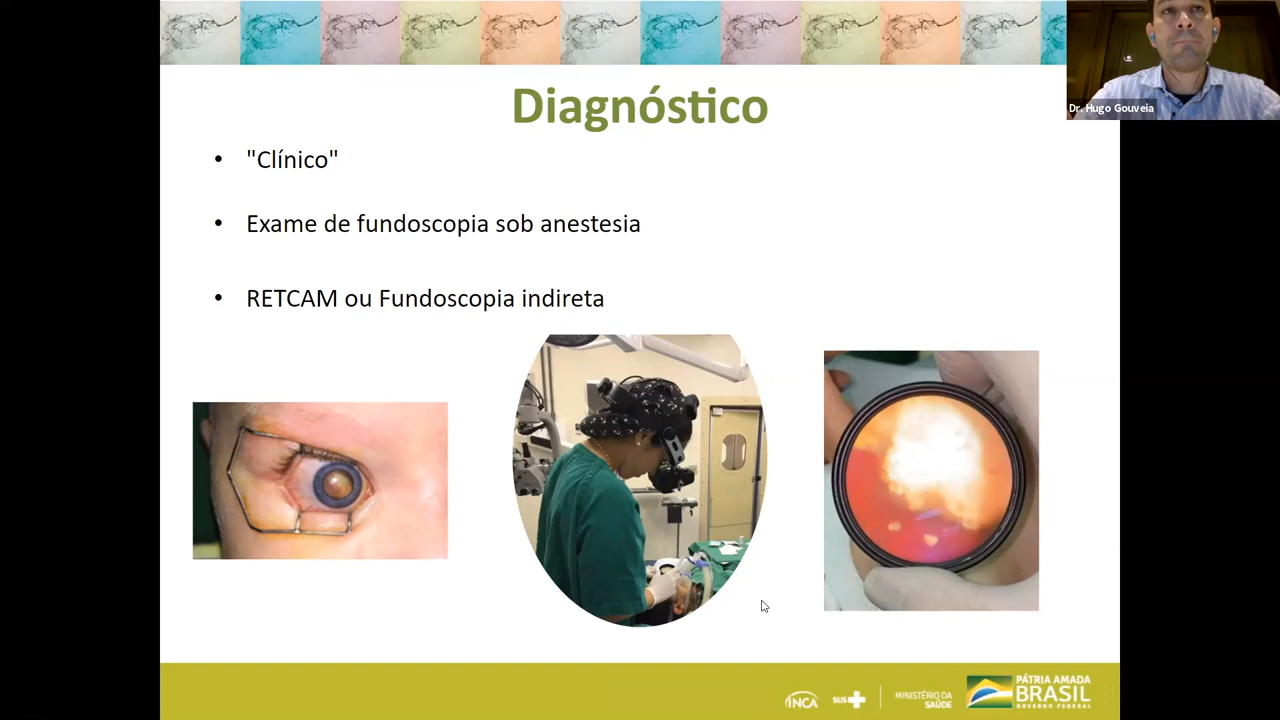 Diagnóstico
Dr. Hugo Gouveia
• "Clínico"
• Exame de fundoscopia sob anestesia
• RETCAM ou Fundoscopia indireta
INCA
SUS
MINISTÉRIO DA
SAÚDE
PÁTRIA AMADA
BRASIL
GOVERNO FEDERAL